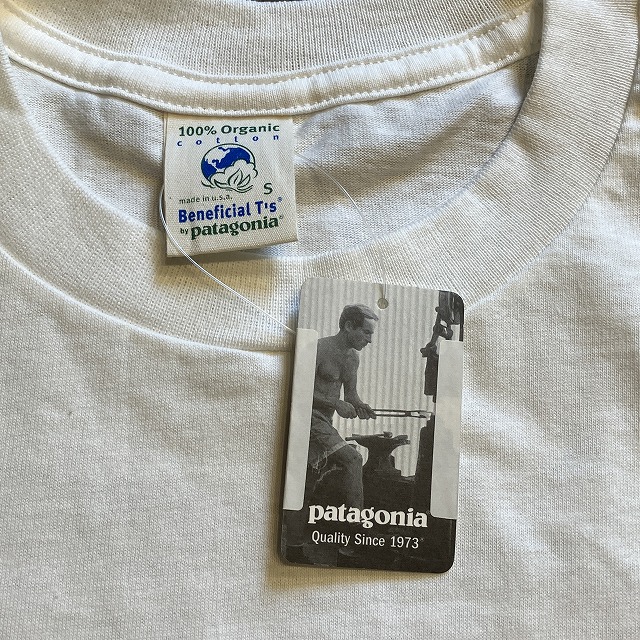 100% Organic
cotton
S
made in u.s.a.
Beneficial T's®
by patagonia®
patagonia
Quality Since 1973